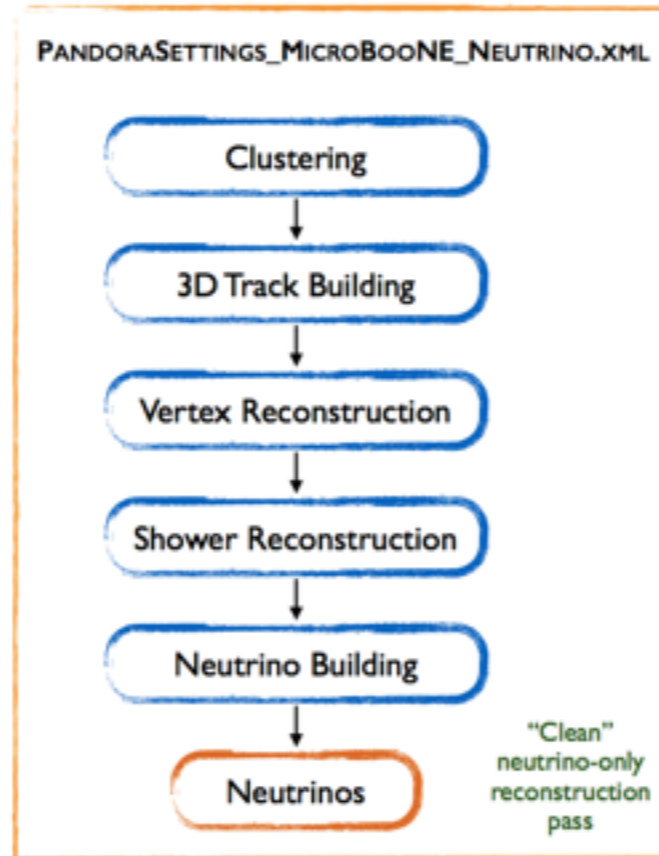 PANDORASETTINGS_MICROBOONE_NEUTRINO.XML
Clustering
3D Track Building
Vertex Reconstruction
Shower Reconstruction
Neutrino Building
Neutrinos
“Clean”
neutrino-only
reconstruction
pass